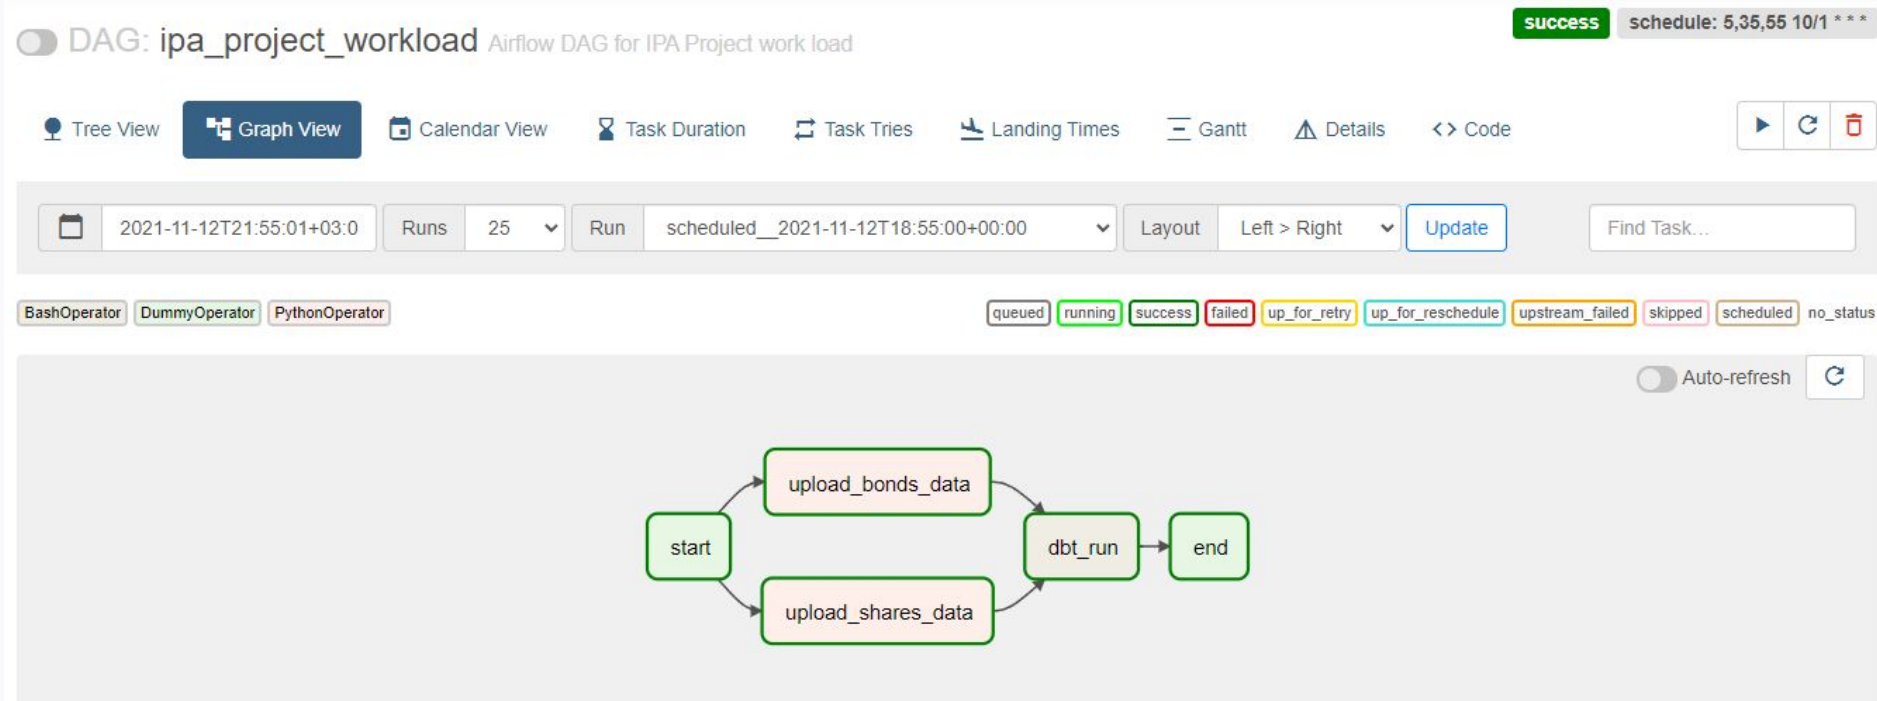 success schedule: 5,35,55 10/1 * * *
DAG: ipa_project_workload Airflow DAG for IPA Project work load
Tree View Graph View Calendar View Task Duration Task Tries Landing Times Gantt Details <> Code
2021-11-12T21:55:01+03:0 Runs 25 Run scheduled__2021-11-12T18:55:00+00:00 Layout Left > Right Update Find Task...
BashOperator DummyOperator PythonOperator queued running success failed up_for_retry up_for_reschedule upstream_failed skipped scheduled no_status
Auto-refresh
upload_bonds_data
start dbt_run end
upload_shares_data